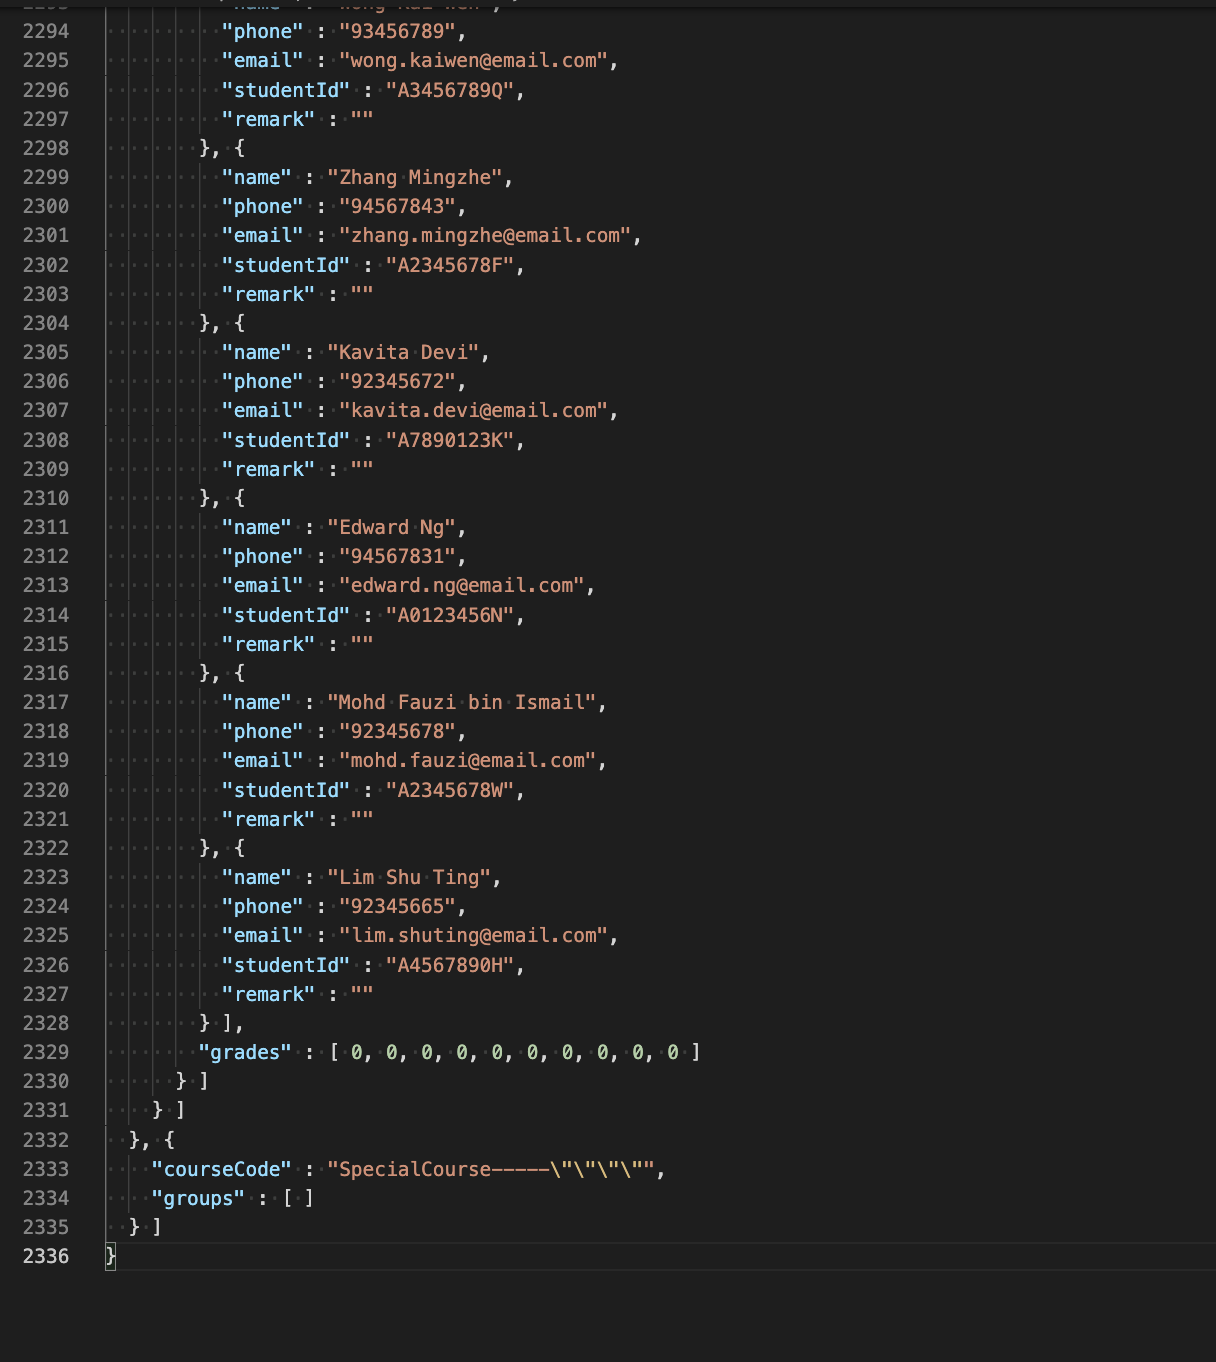 2294 "phone" : "93456789",
2295 "email" : "wong.kaiwen@email.com",
2296 "studentId" : "A3456789Q",
2297 "remark" : ""
2298 }, {
2299 "name" : "Zhang Mingzhe",
2300 "phone" : "94567843",
2301 "email" : "zhang.mingzhe@email.com",
2302 "studentId" : "A2345678F",
2303 "remark" : ""
2304 }, {
2305 "name" : "Kavita Devi",
2306 "phone" : "92345672",
2307 "email" : "kavita.devi@email.com",
2308 "studentId" : "A7890123K",
2309 "remark" : ""
2310 }, {
2311 "name" : "Edward Ng",
2312 "phone" : "94567831",
2313 "email" : "edward.ng@email.com",
2314 "studentId" : "A0123456N",
2315 "remark" : ""
2316 }, {
2317 "name" : "Mohd Fauzi bin Ismail",
2318 "phone" : "92345678",
2319 "email" : "mohd.fauzi@email.com",
2320 "studentId" : "A2345678W",
2321 "remark" : ""
2322 }, {
2323 "name" : "Lim Shu Ting",
2324 "phone" : "92345665",
2325 "email" : "lim.shuting@email.com",
2326 "studentId" : "A4567890H",
2327 "remark" : ""
2328 } ],
2329 "grades" : [ 0, 0, 0, 0, 0, 0, 0, 0, 0, 0 ]
2330 } ]
2331 } ]
2332 }, {
2333 "courseCode" : "SpecialCourse-----\"\"\"\"",
2334 "groups" : [ ]
2335 } ]
2336 }